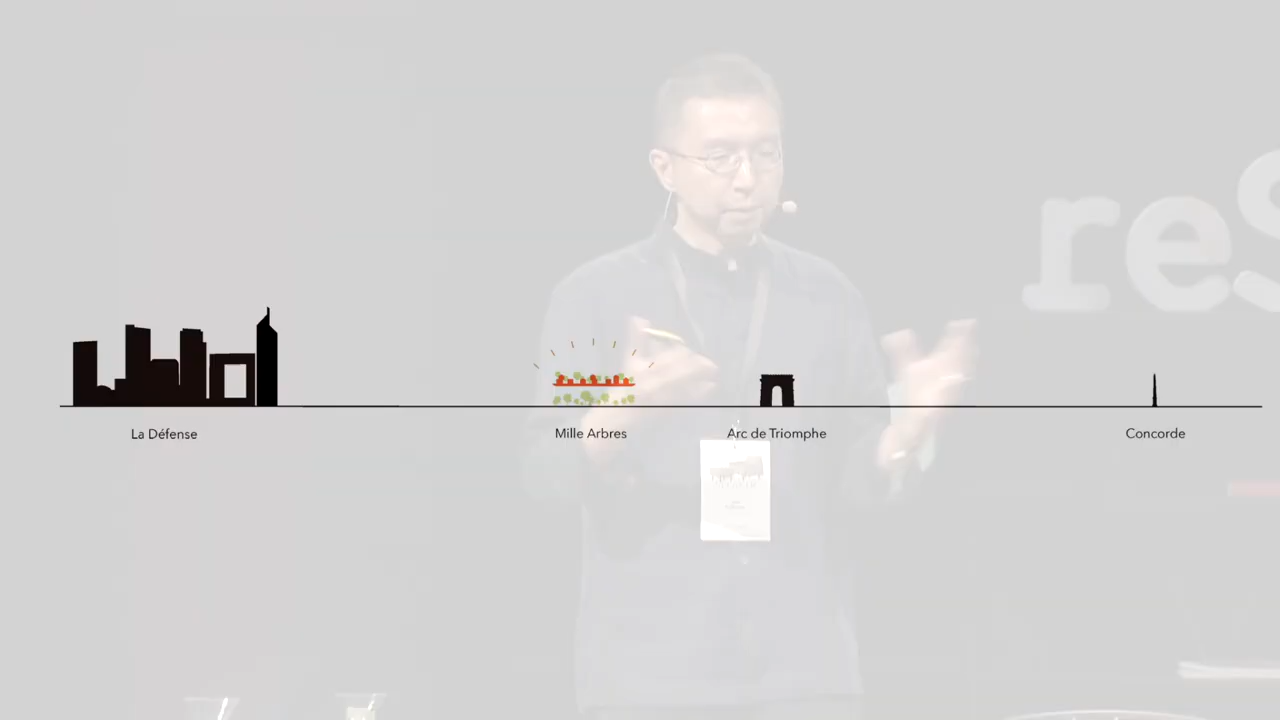 reS
La Défense
Mille Arbres
Arc de Triomphe
Concorde